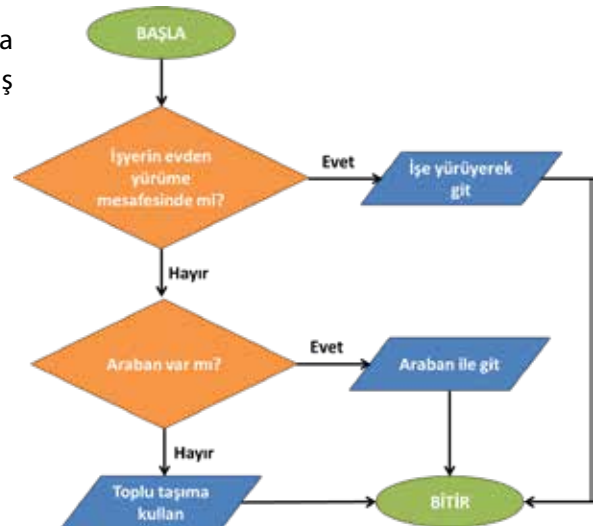 a
ş
BAŞLA
İşyerin evden
yürüme
mesafesinde mi?
Evet
İşe yürüyerek
git
Hayır
Araban var mı?
Evet
Araban ile git
Hayır
Toplu taşıma
kullan
BİTİR